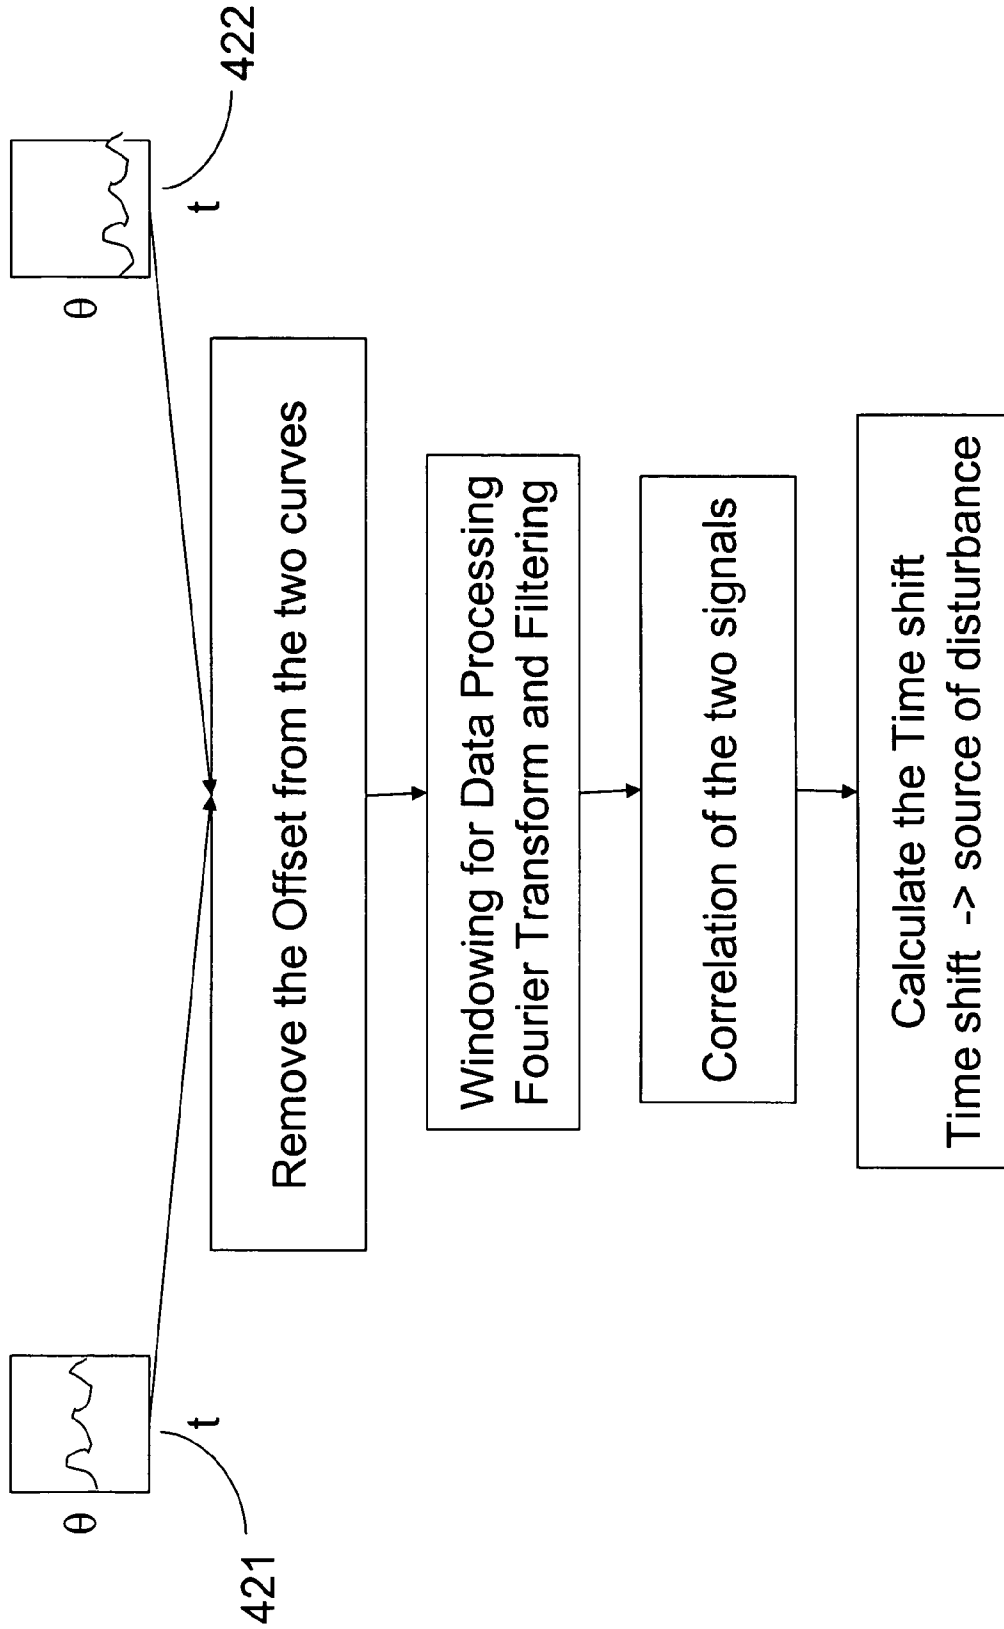 θ
t
421
θ
t
422
Remove the Offset from the two curves
Windowing for Data Processing
Fourier Transform and Filtering
Correlation of the two signals
Calculate the Time shift
Time shift -> source of disturbance